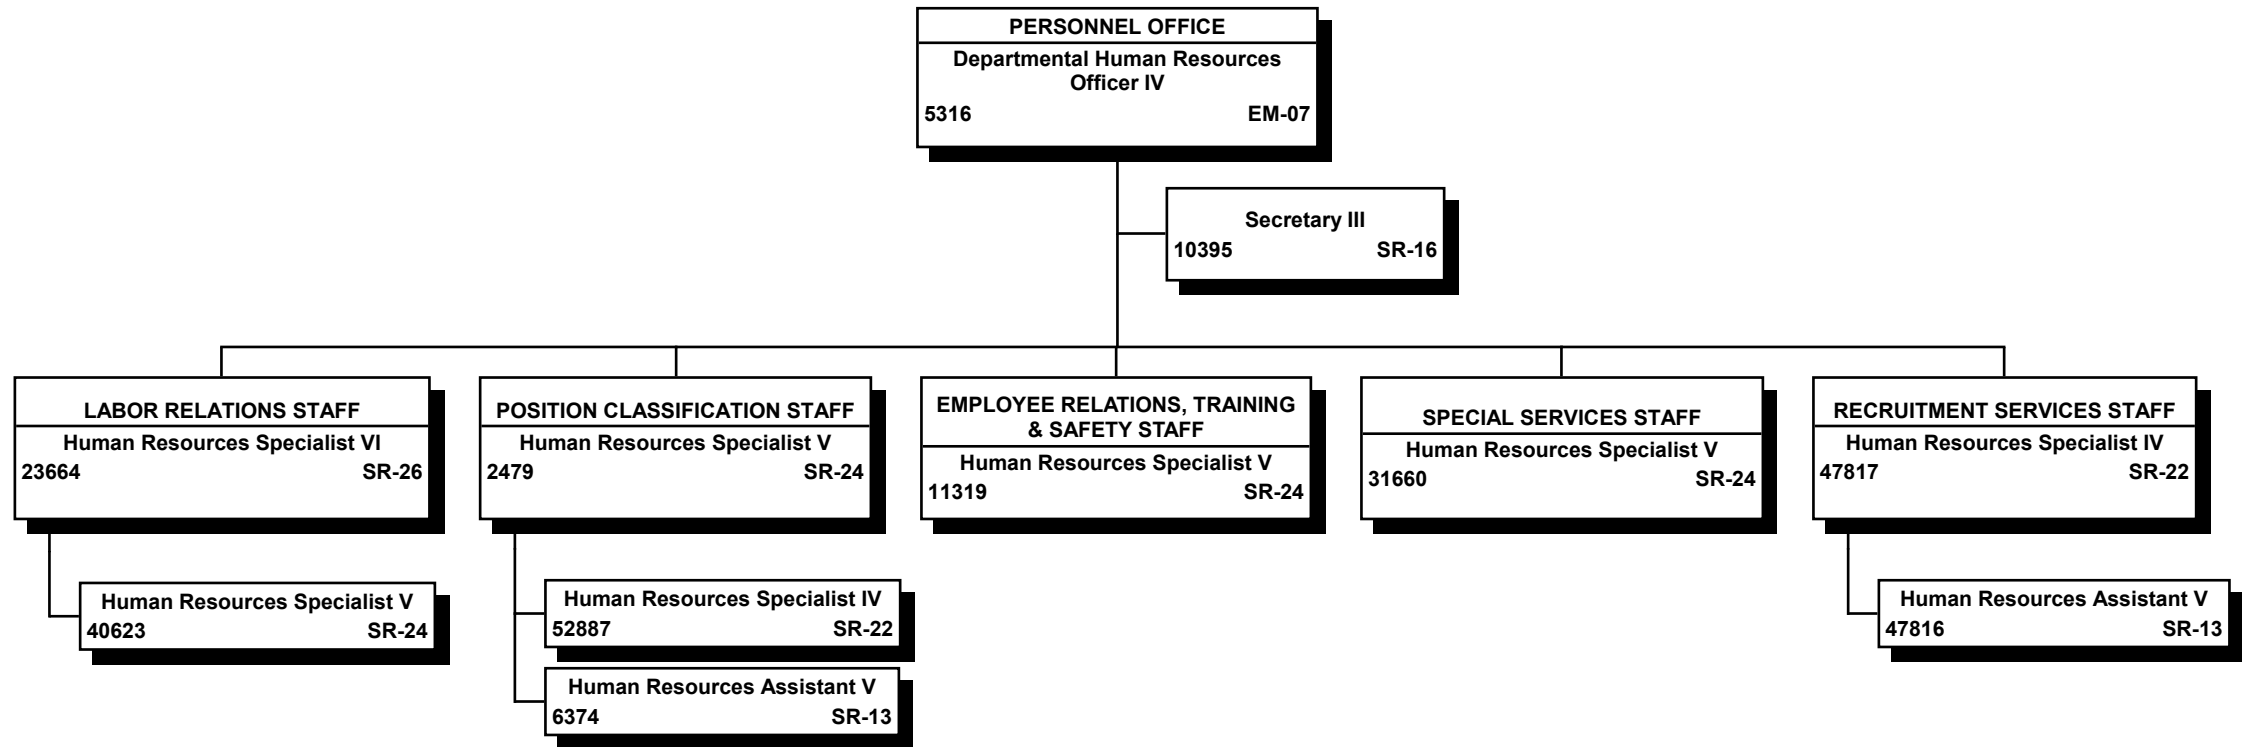 PERSONNEL OFFICE
Departmental Human Resources
Officer IV
5316 EM-07
Secretary III
10395 SR-16
LABOR RELATIONS STAFF
Human Resources Specialist VI
23664 SR-26
POSITION CLASSIFICATION STAFF
Human Resources Specialist V
2479 SR-24
EMPLOYEE RELATIONS, TRAINING
& SAFETY STAFF
Human Resources Specialist V
11319 SR-24
SPECIAL SERVICES STAFF
Human Resources Specialist V
31660 SR-24
RECRUITMENT SERVICES STAFF
Human Resources Specialist IV
47817 SR-22
Human Resources Specialist V
40623 SR-24
Human Resources Specialist IV
52887 SR-22
Human Resources Assistant V
6374 SR-13
Human Resources Assistant V
47816 SR-13